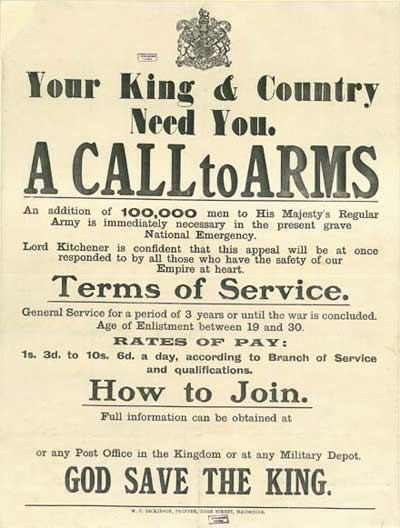 Your King & Country
Need You.
A CALL to ARMS
An addition of 100,000 men to His Majesty's Regular
Army is immediately necessary in the present grave
National Emergency.
Lord Kitchener is confident that this appeal will be at once
responded to by all those who have the safety of our
Empire at heart.
Terms of Service.
General Service for a period of 3 years or until the war is concluded.
Age of Enlistment between 19 and 30.
RATES OF PAY:
1s. 3d. to 10s. 6d. a day, according to Branch of Service
and qualifications.
How to Join.
Full information can be obtained at
or any Post Office in the Kingdom or at any Military Depot.
GOD SAVE THE KING.
DICKINSON, PRINTER, HIGH STREET, MAIDSTONE.